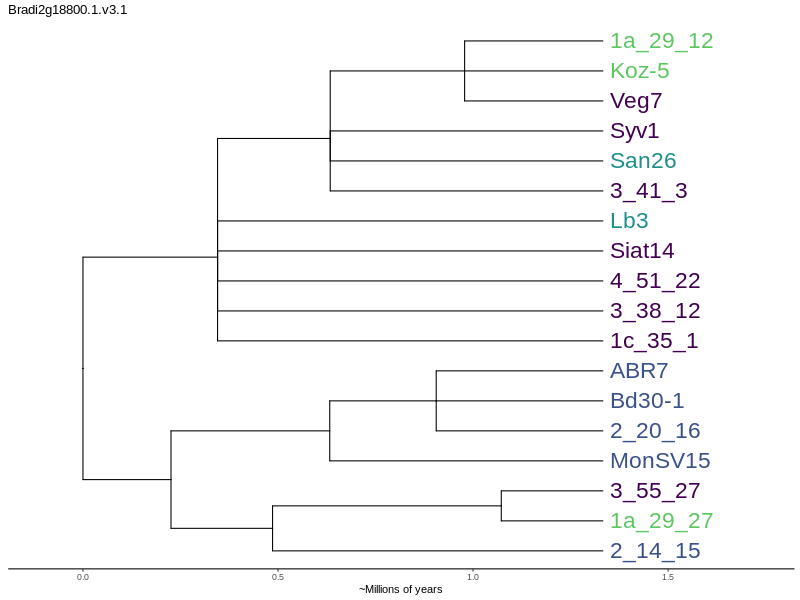 Bradi2g18800.1.v3.1
1a_29_12
Koz-5
Veg7
Syv1
San26
3_41_3
Lb3
Siat14
4_51_22
3_38_12
1c_35_1
ABR7
Bd30-1
2_20_16
MonSV15
3_55_27
1a_29_27
2_14_15
0.0 0.5 1.0 1.5
~Millions of years